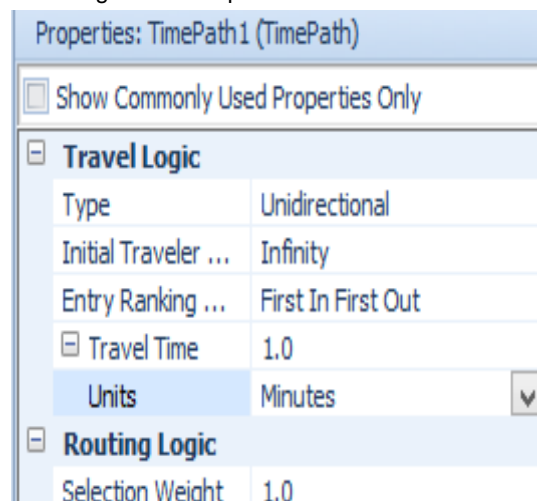 Properties: TimePath1 (TimePath)
Show Commonly Used Properties Only
Travel Logic
Type Unidirectional
Initial Traveler ... Infinity
Entry Ranking ... First In First Out
Travel Time 1.0
Units Minutes
Routing Logic
Selection Weight 1.0